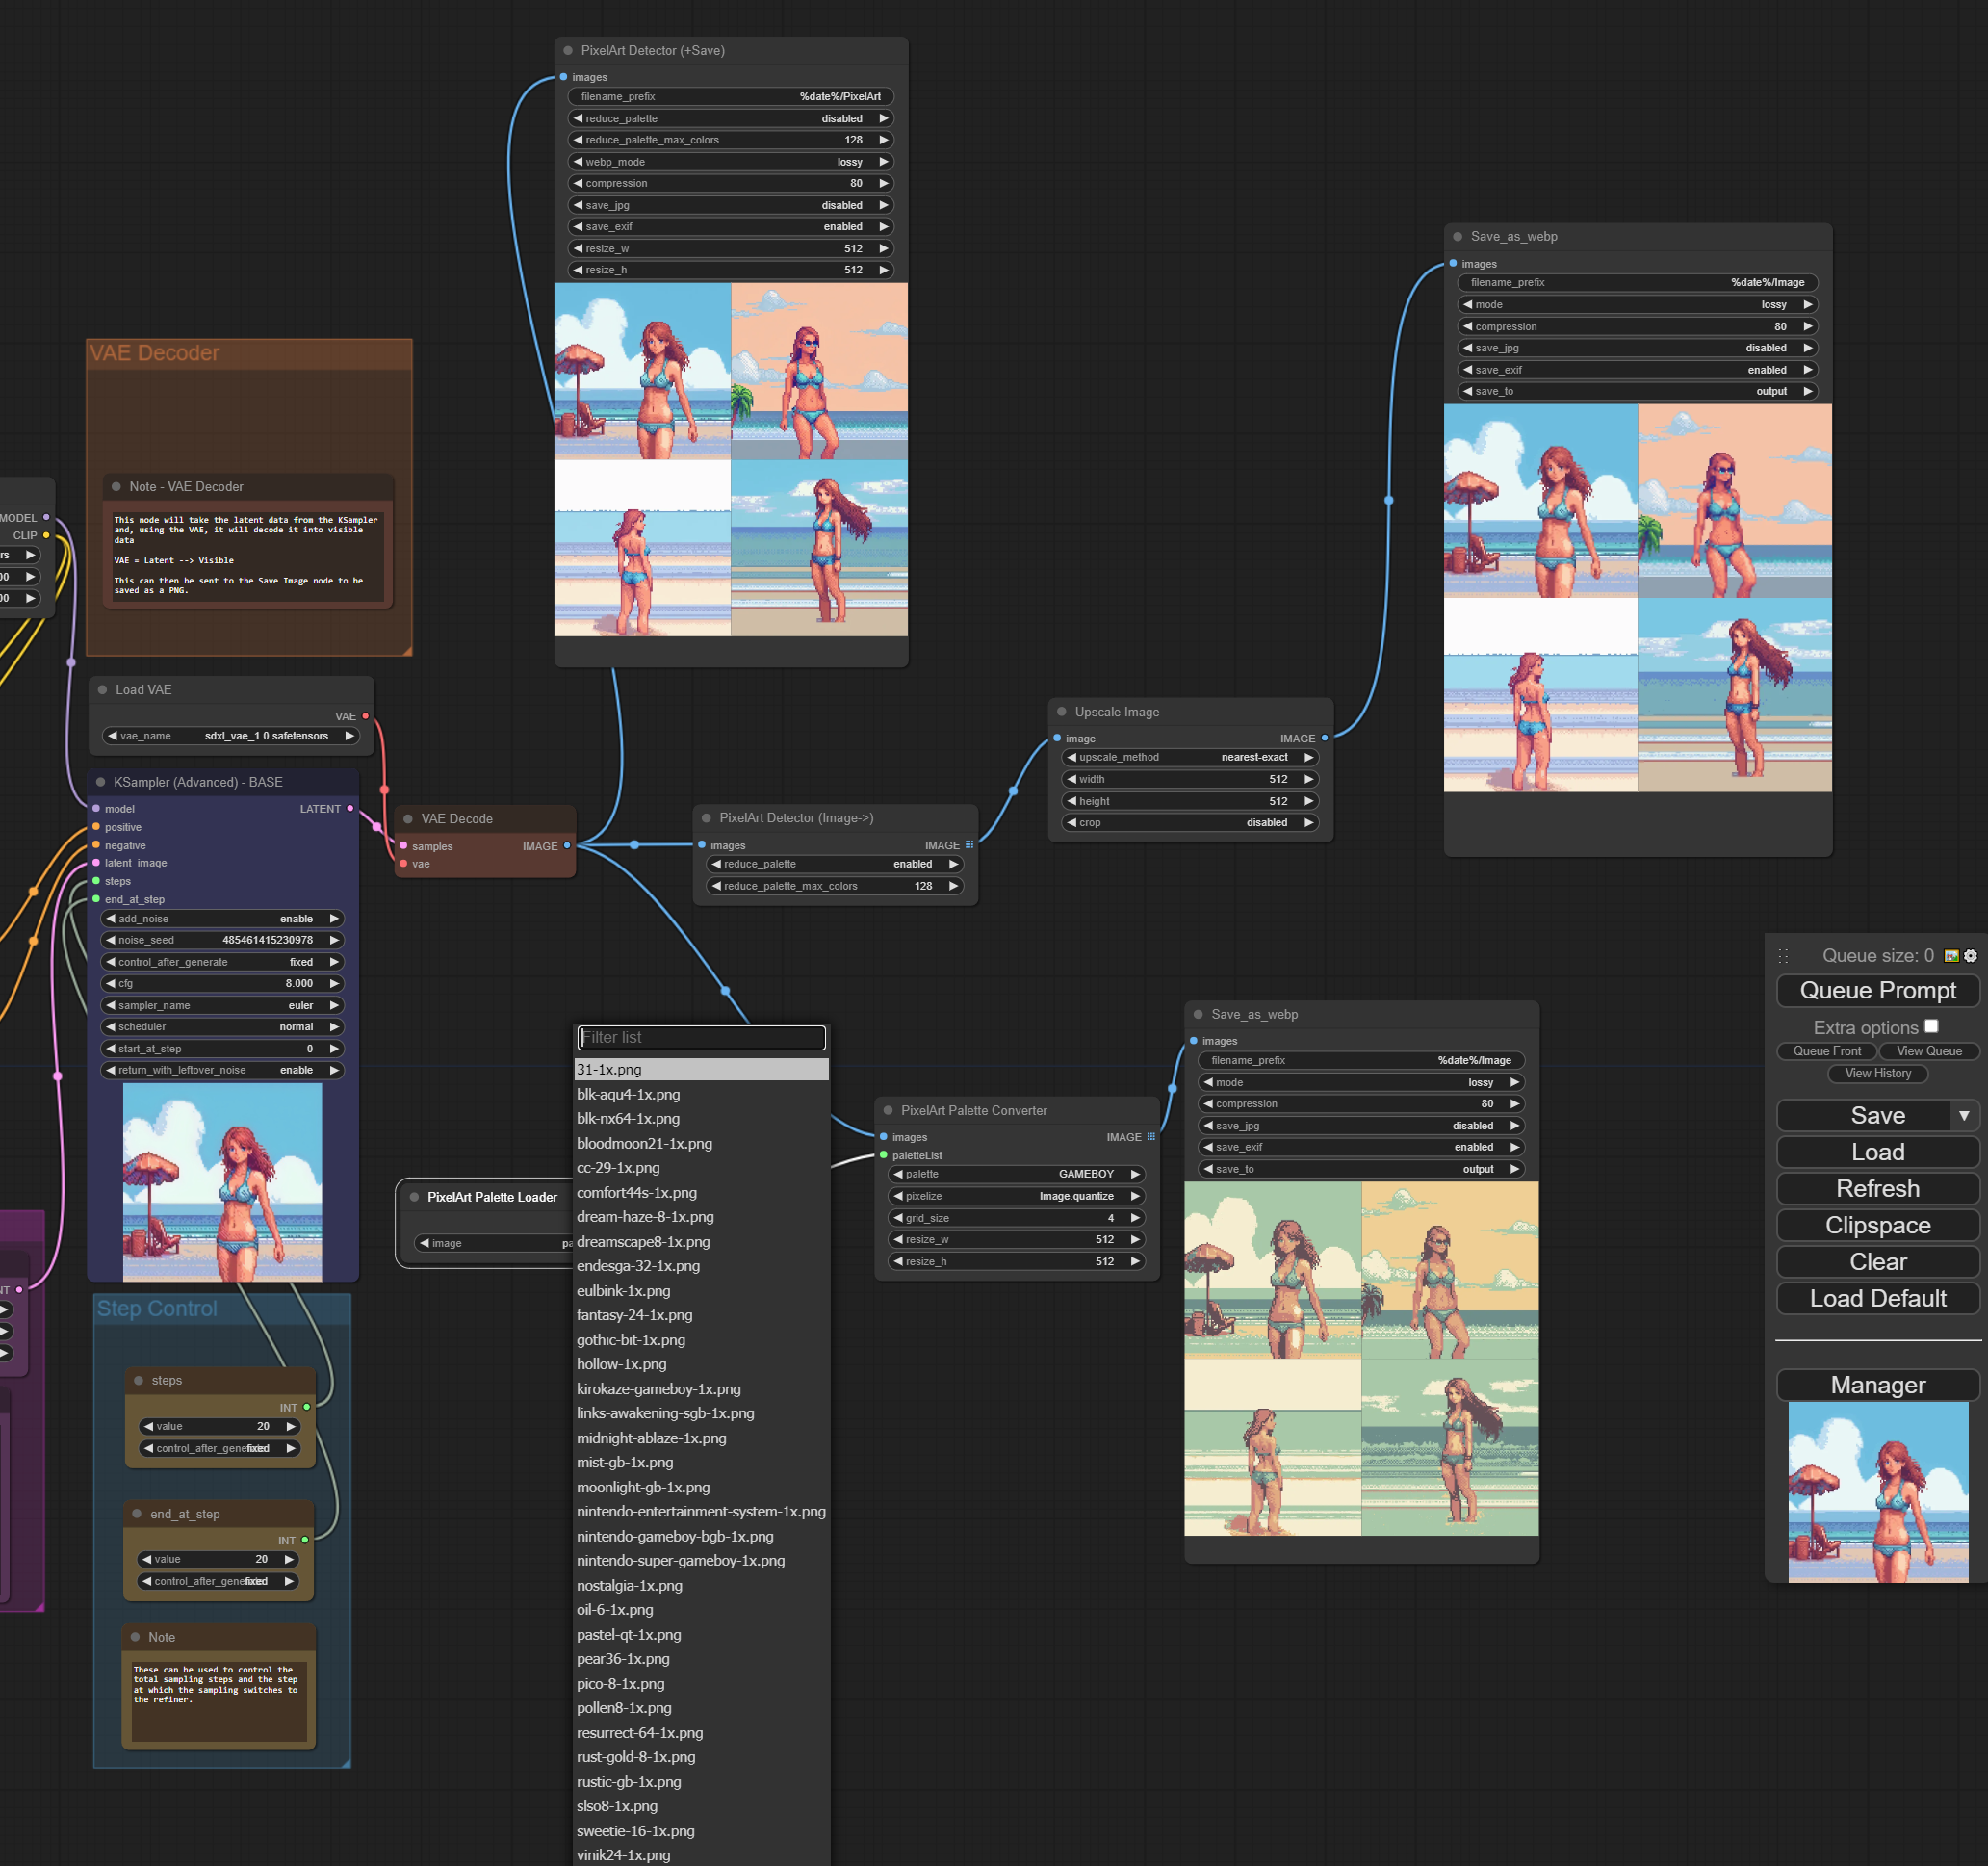 PixelArt Detector (+Save)
images
filename_prefix %date%/PixelArt
reduce_palette disabled
reduce_palette_max_colors 128
webp_mode lossy
compression 80
save_jpg disabled
save_exif enabled
resize_w 512
resize_h 512
Save_as_webp
images
filename_prefix %date%/Image
mode lossy
compression 80
save_jpg disabled
save_exif enabled
save_to output
VAE Decoder
Note - VAE Decoder
This node will take the latent data from the KSampler
and, using the VAE, it will decode it into visible
data
VAE = Latent --> Visible
This can then be sent to the Save Image node to be
saved as a PNG.
MODEL
CLIP
rs
00
00
Load VAE
VAE
vae_name sdxl_vae_1.0.safetensors
KSampler (Advanced) - BASE
model LATENT
positive
negative
latent_image
steps
end_at_step
add_noise enable
noise_seed 485461415230978
control_after_generate fixed
cfg 8.000
sampler_name euler
scheduler normal
start_at_step 0
return_with_leftover_noise enable
VAE Decode
samples IMAGE
vae
PixelArt Detector (Image->)
images IMAGE
reduce_palette enabled
reduce_palette_max_colors 128
Upscale Image
image IMAGE
upscale_method nearest-exact
width 512
height 512
crop disabled
Filter list
31-1x.png
blk-aqu4-1x.png
blk-nx64-1x.png
bloodmoon21-1x.png
cc-29-1x.png
comfort44s-1x.png
dream-haze-8-1x.png
dreamscape8-1x.png
endesga-32-1x.png
eulbink-1x.png
fantasy-24-1x.png
gothic-bit-1x.png
hollow-1x.png
kirokaze-gameboy-1x.png
links-awakening-sgb-1x.png
midnight-ablaze-1x.png
mist-gb-1x.png
moonlight-gb-1x.png
nintendo-entertainment-system-1x.png
nintendo-gameboy-bgb-1x.png
nintendo-super-gameboy-1x.png
nostalgia-1x.png
oil-6-1x.png
pastel-qt-1x.png
pear36-1x.png
pico-8-1x.png
pollen8-1x.png
resurrect-64-1x.png
rust-gold-8-1x.png
rustic-gb-1x.png
slso8-1x.png
sweetie-16-1x.png
vinik24-1x.png
PixelArt Palette Loader
image pa
PixelArt Palette Converter
images IMAGE
paletteList
palette GAMEBOY
pixelize Image.quantize
grid_size 4
resize_w 512
resize_h 512
Save_as_webp
images
filename_prefix %date%/Image
mode lossy
compression 80
save_jpg disabled
save_exif enabled
save_to output
NT
Step Control
steps
INT
value 20
control_after_gene fixed
end_at_step
INT
value 20
control_after_gene fixed
Note
These can be used to control the
total sampling steps and the step
at which the sampling switches to
the refiner.
Queue size: 0
Queue Prompt
Extra options
Queue Front View Queue
View History
Save
Load
Refresh
Clipspace
Clear
Load Default
Manager